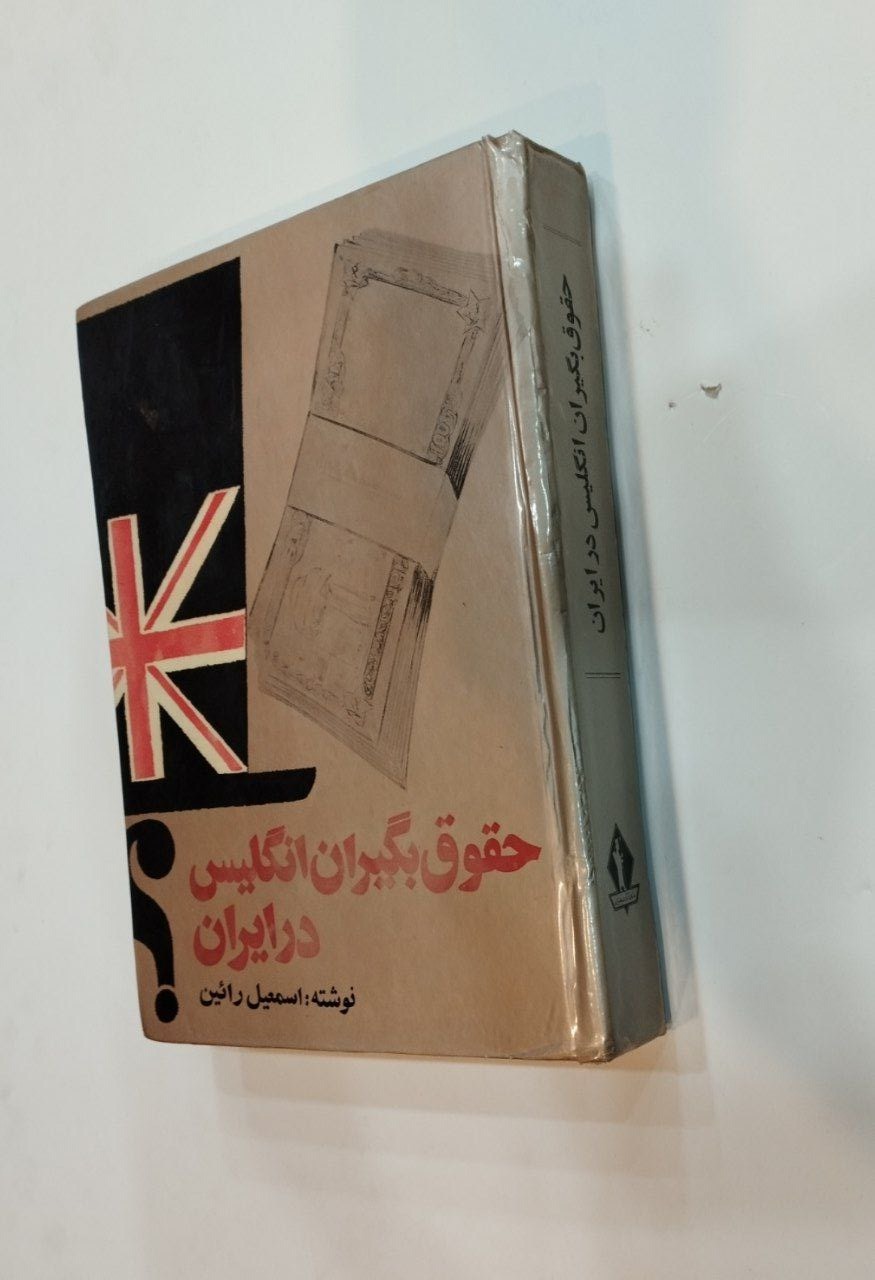 حقوق بگیران انگلیس
در ایران
نوشته: اسمعیل رائین
حقوق بگیران انگلیس در ایران